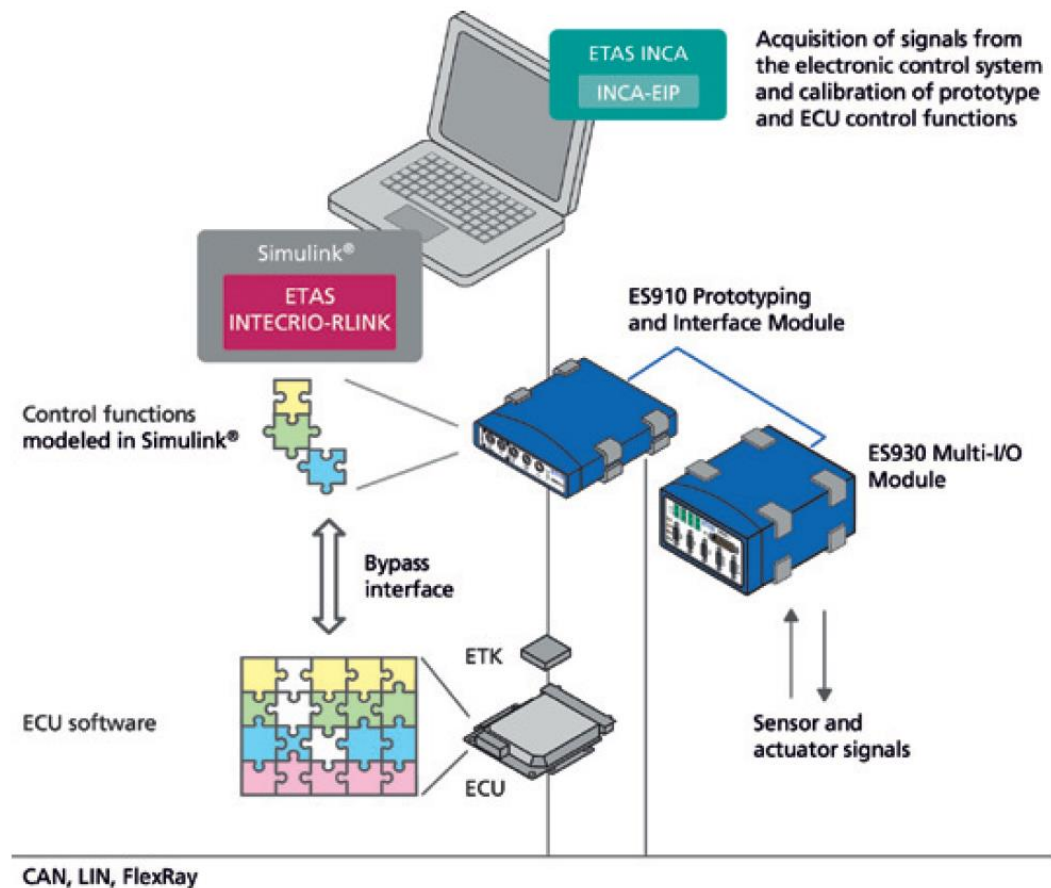 ETAS INCA
INCA-EIP
Acquisition of signals from
the electronic control system
and calibration of prototype
and ECU control functions
Simulink®
ETAS
INTECRIO-RLINK
ES910 Prototyping
and Interface Module
Control functions
modeled in Simulink®
ES930 Multi-I/O
Module
Bypass
interface
ETK
ECU software
Sensor and
actuator signals
ECU
CAN, LIN, FlexRay